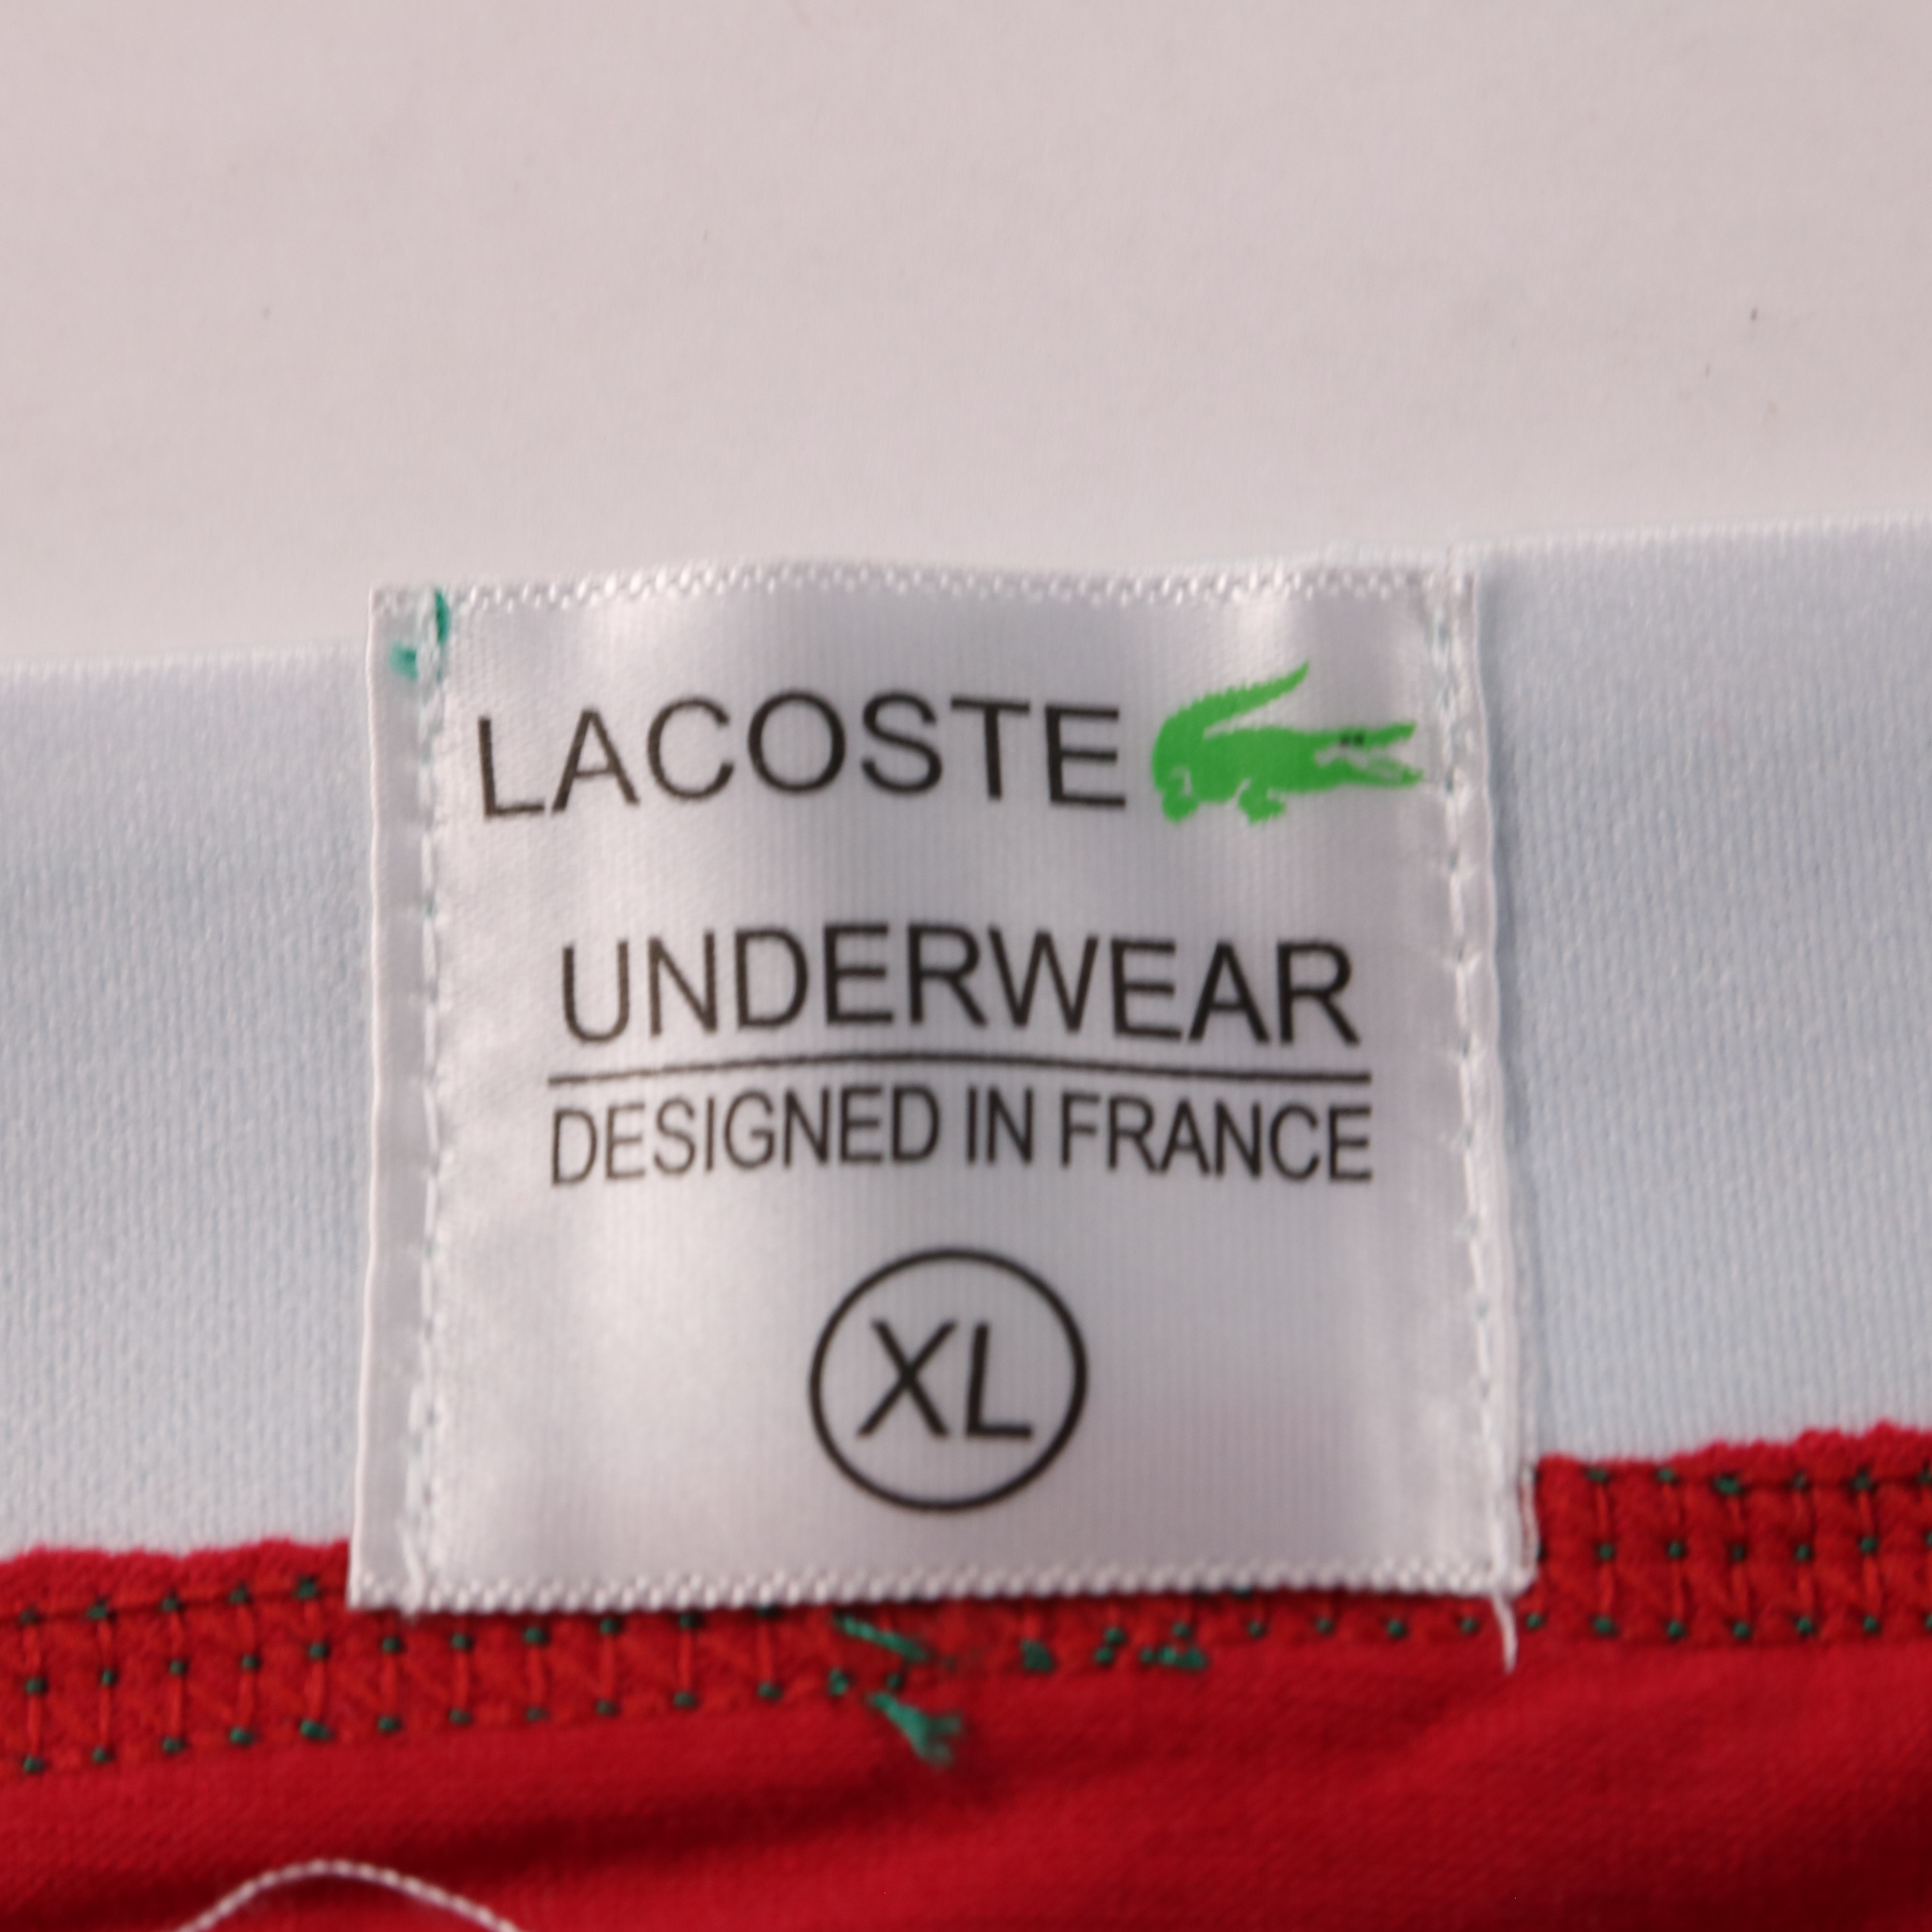 LACOSTE
UNDERWEAR
DESIGNED IN FRANCE
XL